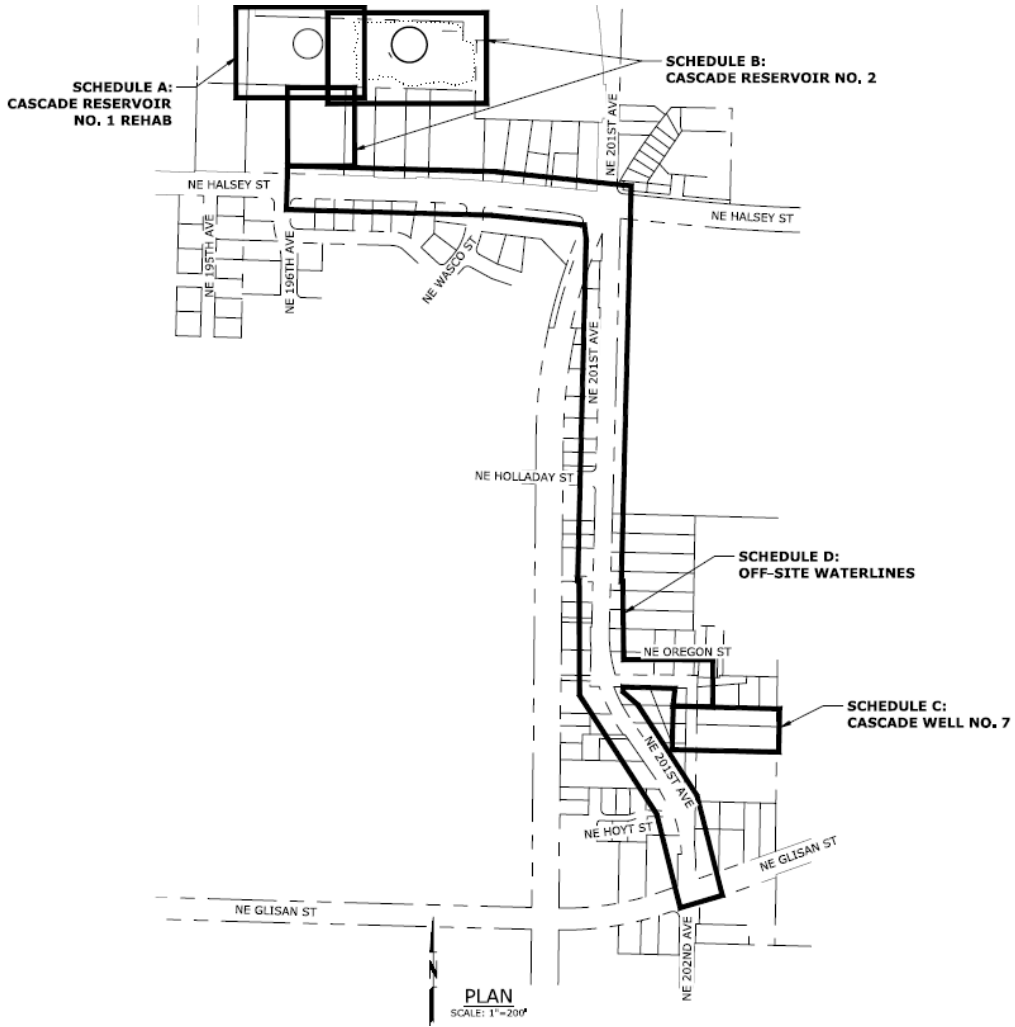 SCHEDULE A:
CASCADE RESERVOIR
NO. 1 REHAB
SCHEDULE B:
CASCADE RESERVOIR NO. 2
NE 201ST AVE
NE HALSEY ST
NE HALSEY ST
NE 195TH AVE
NE 196TH AVE
NE WASCO ST
NE 201ST AVE
NE HOLLADAY ST
SCHEDULE D:
OFF-SITE WATERLINES
NE OREGON ST
SCHEDULE C:
CASCADE WELL NO. 7
NE 201ST AVE
NE HOYT ST
NE GLISAN ST
NE GLISAN ST
NE 202ND AVE
N
PLAN
SCALE: 1"=200'